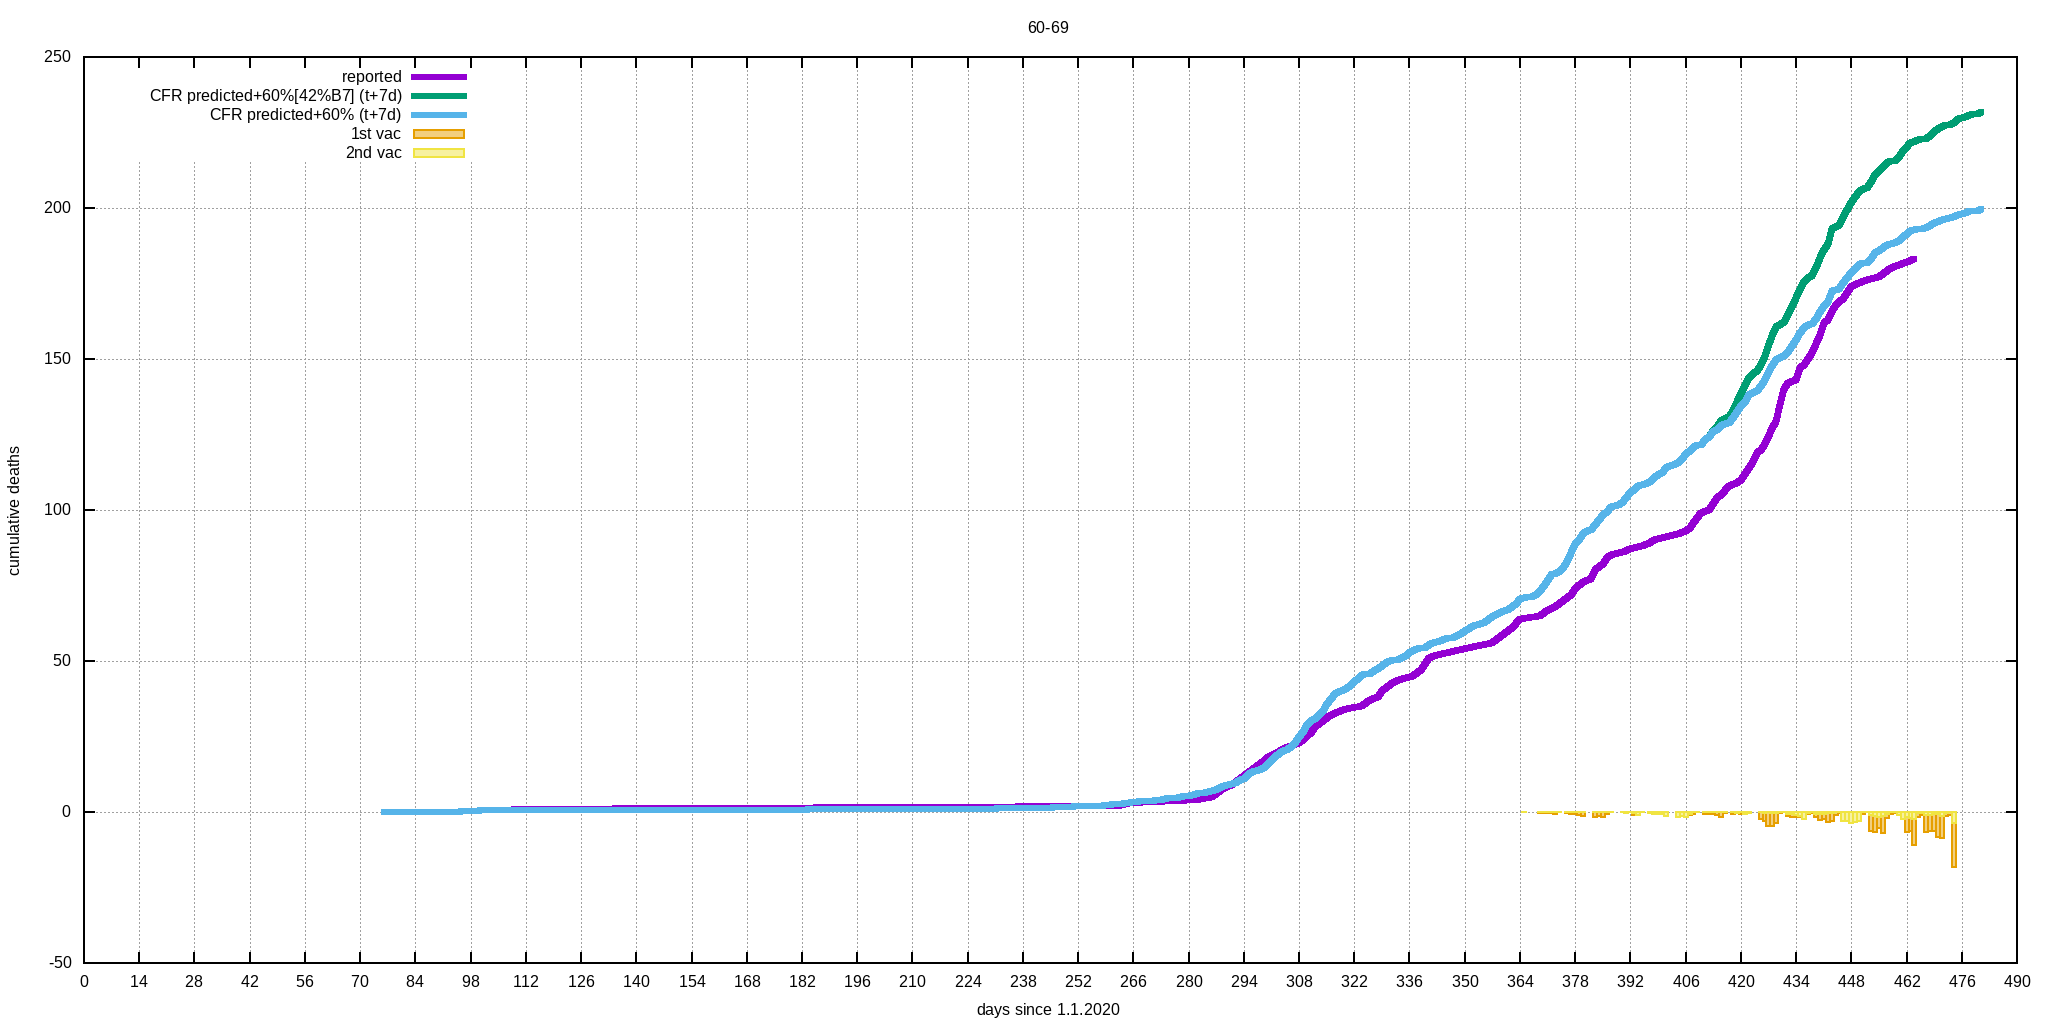 60-69
250
200
150
100
50
0
-50
reported
CFR predicted+60%[42%B7] (t+7d)
CFR predicted+60% (t+7d)
1st vac
2nd vac
cumulative deaths
0 14 28 42 56 70 84 98 112 126 140 154 168 182 196 210 224 238 252 266 280 294 308 322 336 350 364 378 392 406 420 434 448 462 476 490
days since 1.1.2020